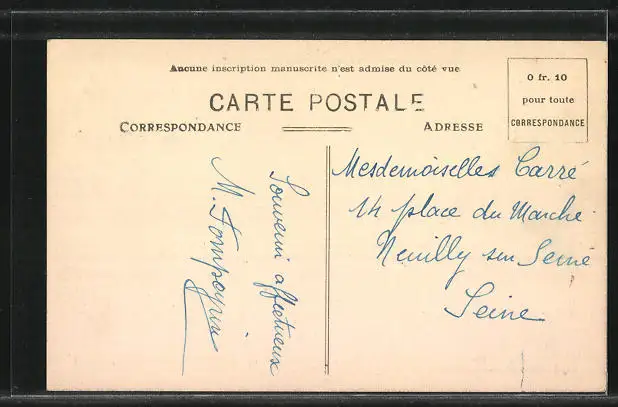 Aucune inscription manuscrite n'est admise du côté vue
CARTE POSTALE
CORRESPONDANCE
ADRESSE
0 fr. 10
pour toute
CORRESPONDANCE
Souvenir affectueux
M.
Mesdemoiselles Carré
14 place du Marché
Neuilly sur Seine
Seine